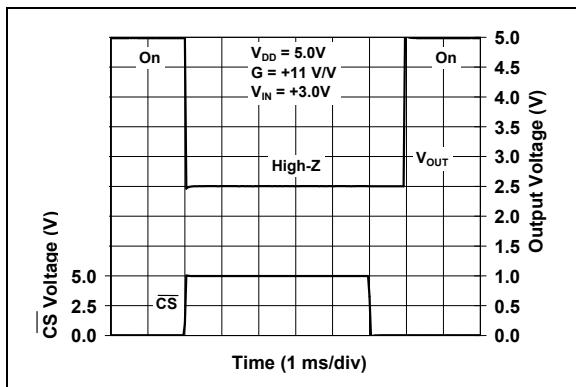 On
V_DD = 5.0V
G = +11 V/V
V_IN = +3.0V
On
High-Z
V_OUT
C̅S̅
C̅S̅ Voltage (V)
5.0
2.5
0.0
5.0
4.5
4.0
3.5
3.0
2.5
2.0
1.5
1.0
0.5
0.0
Output Voltage (V)
Time (1 ms/div)